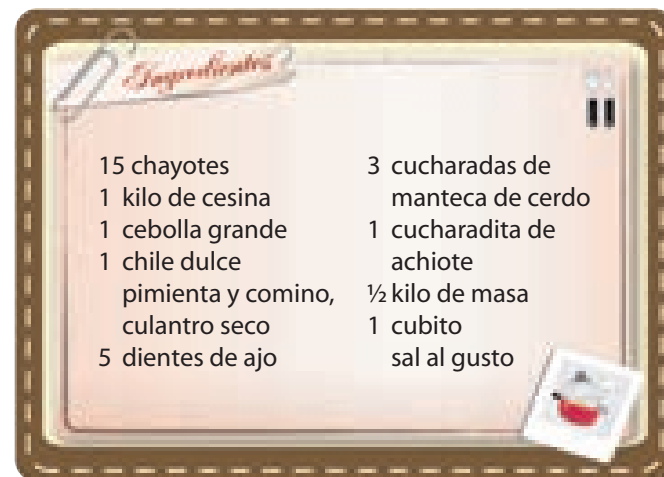 Ingredientes
15 chayotes
1 kilo de cesina
1 cebolla grande
1 chile dulce
pimienta y comino,
culantro seco
5 dientes de ajo
3 cucharadas de
manteca de cerdo
1 cucharadita de
achiote
½ kilo de masa
1 cubito
sal al gusto